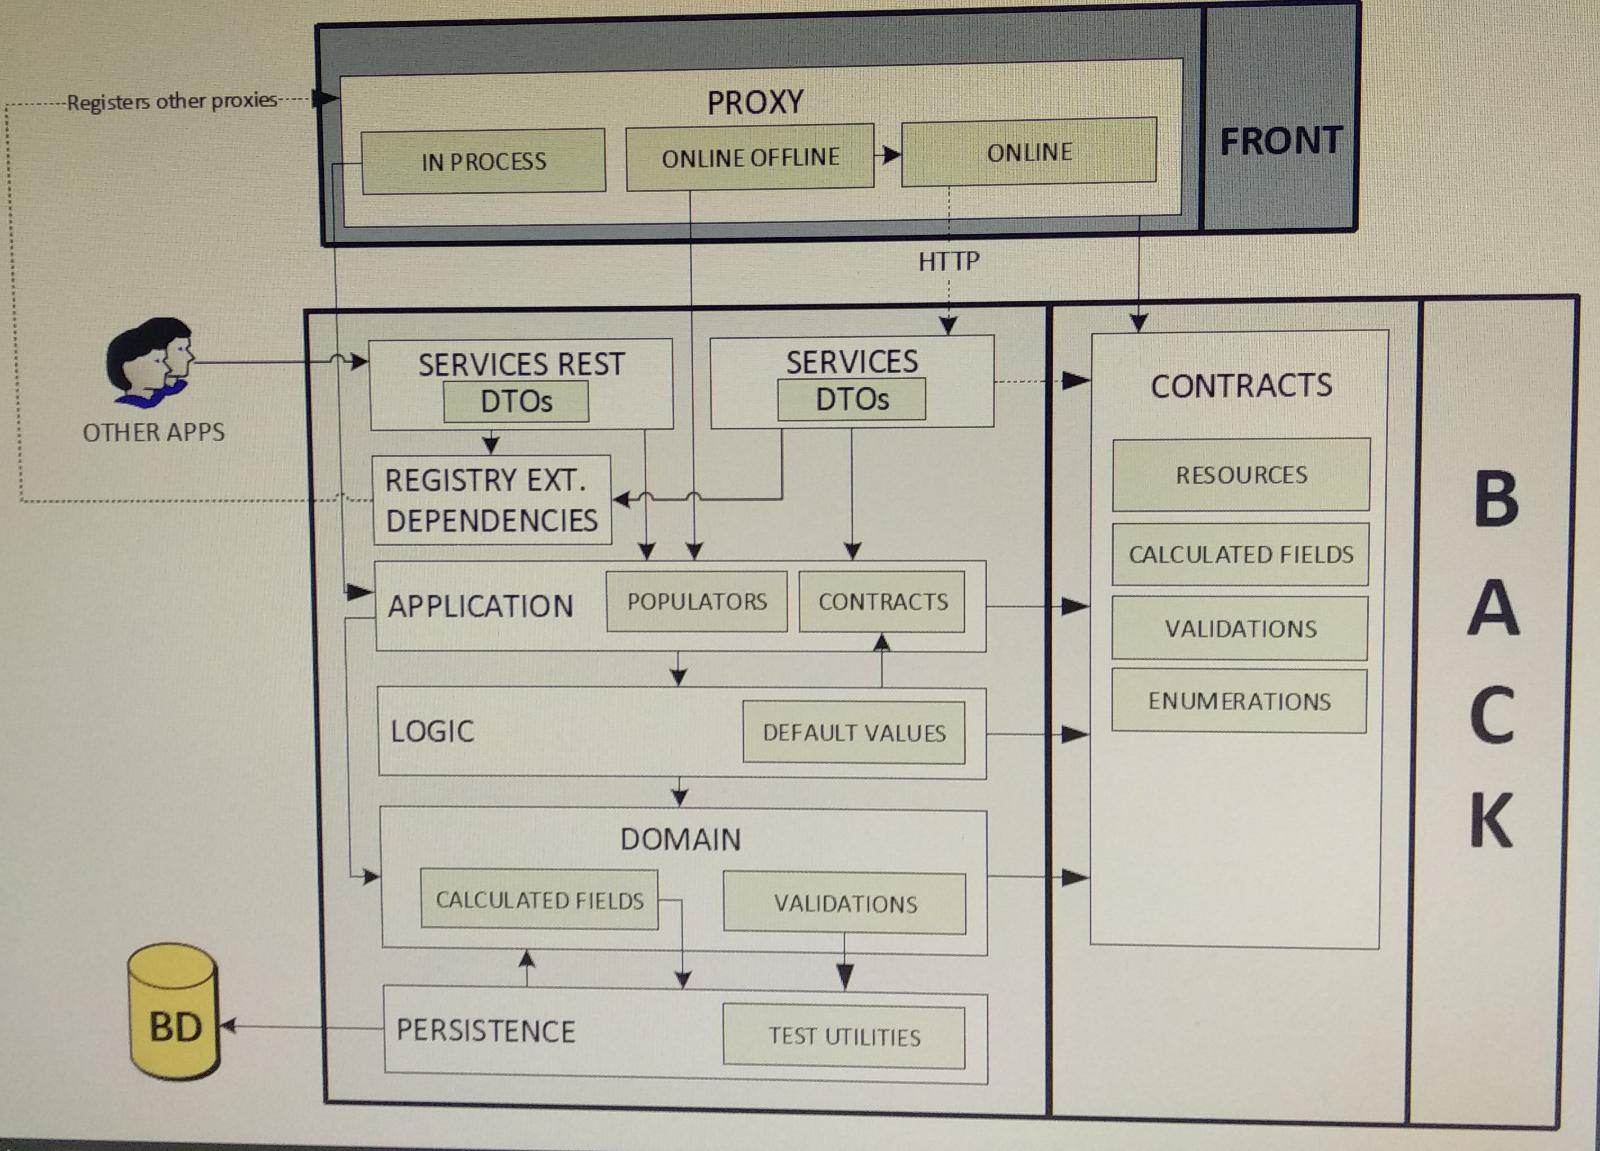 Registers other proxies
PROXY
IN PROCESS
ONLINE OFFLINE
ONLINE
FRONT
HTTP
OTHER APPS
SERVICES REST
DTOs
SERVICES
DTOs
REGISTRY EXT.
DEPENDENCIES
APPLICATION
POPULATORS
CONTRACTS
LOGIC
DEFAULT VALUES
DOMAIN
CALCULATED FIELDS
VALIDATIONS
PERSISTENCE
TEST UTILITIES
BD
CONTRACTS
RESOURCES
CALCULATED FIELDS
VALIDATIONS
ENUMERATIONS
B
A
C
K